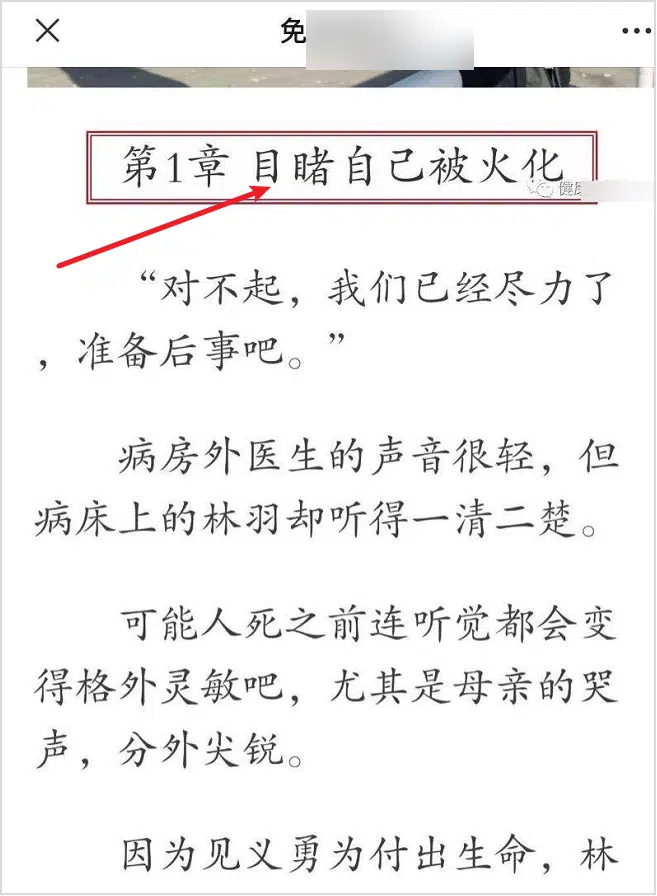 免
第1章 目睹自己被火化
健康
“对不起，我们已经尽力了
，准备后事吧。”
病房外医生的声音很轻，但
病床上的林羽却听得一清二楚。
可能人死之前连听觉都会变
得格外灵敏吧，尤其是母亲的哭
声，分外尖锐。
因为见义勇为付出生命，林